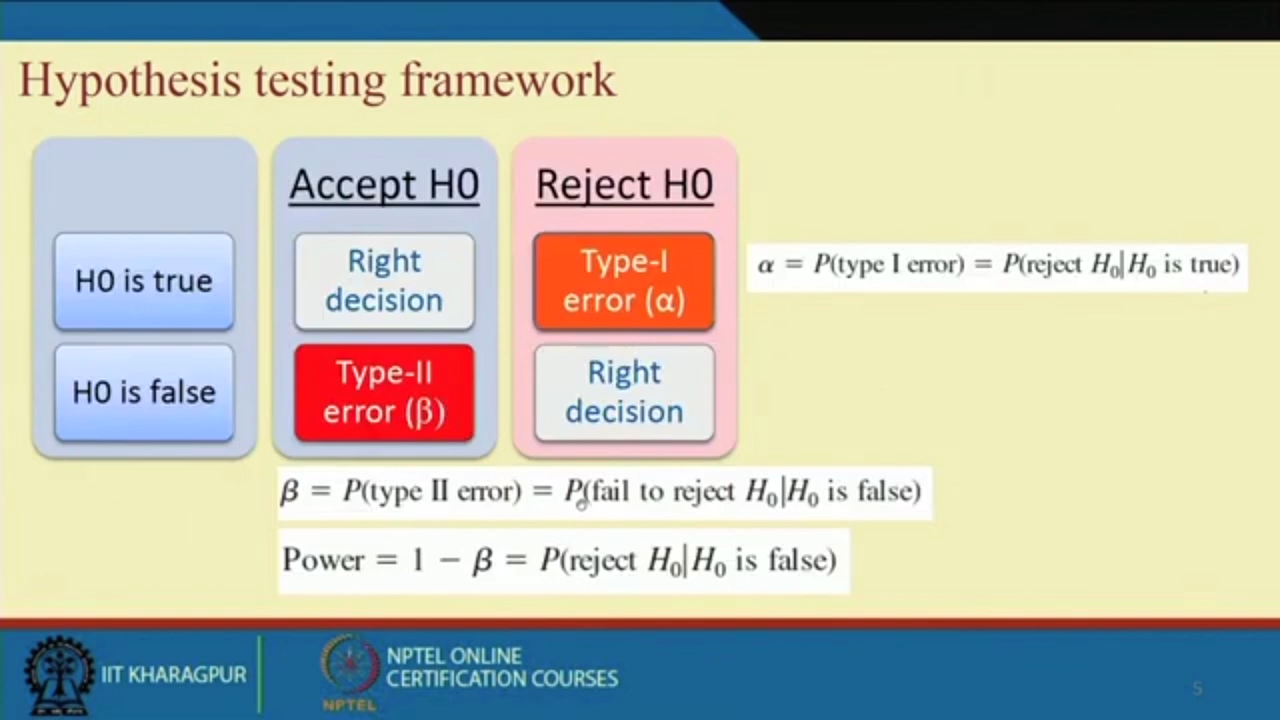 Hypothesis testing framework
Accept H0
Reject H0
H0 is true
Right
decision
Type-I
error (α)
α = P(type I error) = P(reject H₀|H₀ is true)
H0 is false
Type-II
error (β)
Right
decision
β = P(type II error) = P(fail to reject H₀|H₀ is false)
Power = 1 − β = P(reject H₀|H₀ is false)
IIT KHARAGPUR
NPTEL
NPTEL ONLINE
CERTIFICATION COURSES
5